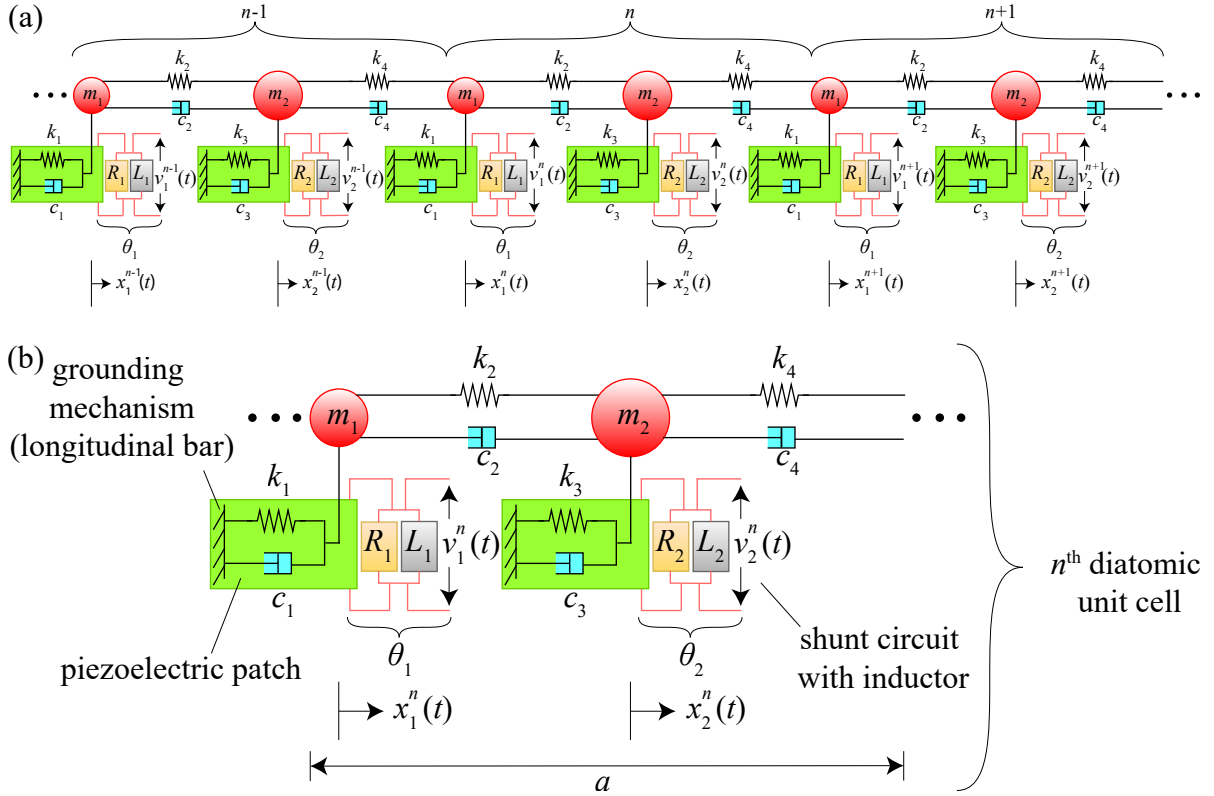 (a)
n-1 n n+1
k₂ k₄ k₂ k₄ k₂ k₄
m₁ m₂ m₁ m₂ m₁ m₂
c₂ c₄ c₂ c₄ c₂ c₄
k₁ k₃ k₁ k₃ k₁ k₃
R₁ L₁ v₁ⁿ⁻¹(t) R₂ L₂ v₂ⁿ⁻¹(t) R₁ L₁ v₁ⁿ(t) R₂ L₂ v₂ⁿ(t) R₁ L₁ v₁ⁿ⁺¹(t) R₂ L₂ v₂ⁿ⁺¹(t)
c₁ c₃ c₁ c₃ c₁ c₃
θ₁ θ₂ θ₁ θ₂ θ₁ θ₂
x₁ⁿ⁻¹(t) x₂ⁿ⁻¹(t) x₁ⁿ(t) x₂ⁿ(t) x₁ⁿ⁺¹(t) x₂ⁿ⁺¹(t)
(b)
grounding
mechanism
(longitudinal bar)
k₂ k₄
m₁ m₂
c₂ c₄
k₁ k₃
R₁ L₁ v₁ⁿ(t) R₂ L₂ v₂ⁿ(t)
c₁ c₃
θ₁ θ₂
piezoelectric patch
shunt circuit
with inductor
nᵗʰ diatomic
unit cell
x₁ⁿ(t) x₂ⁿ(t)
a